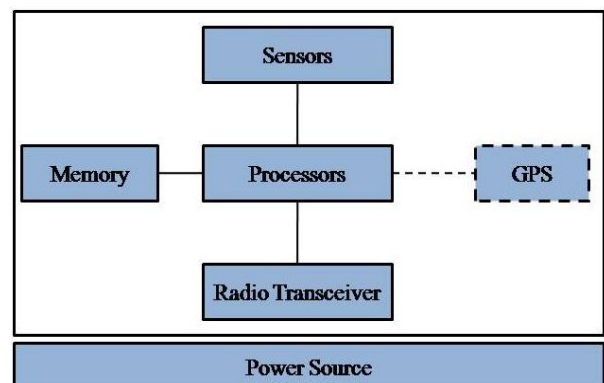 Sensors
Memory
Processors
GPS
Radio Transceiver
Power Source